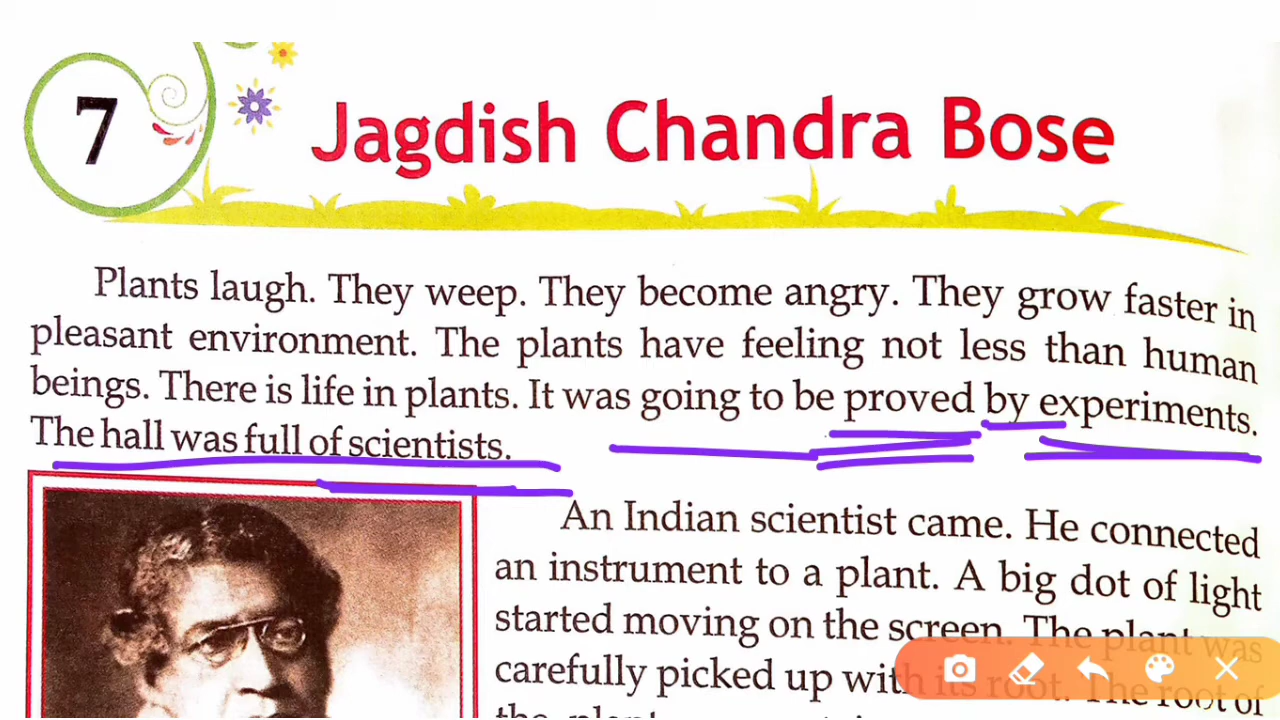 7
Jagdish Chandra Bose
Plants laugh. They weep. They become angry. They grow faster in
pleasant environment. The plants have feeling not less than human
beings. There is life in plants. It was going to be proved by experiments.
The hall was full of scientists.
An Indian scientist came. He connected
an instrument to a plant. A big dot of light
started moving on the screen. The plant was
carefully picked up with its root. The root of
the plant